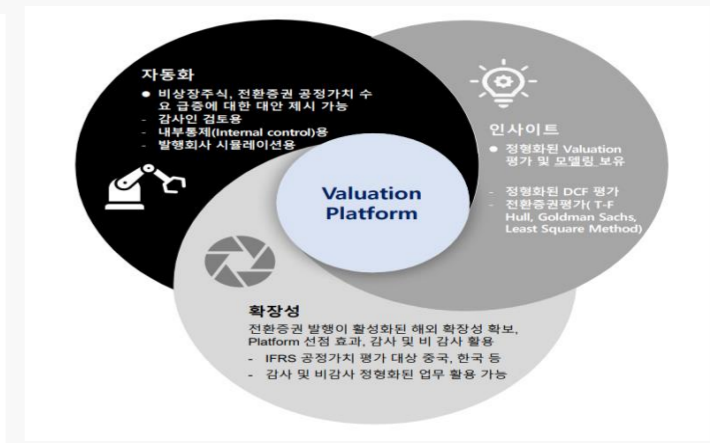 자동화
● 비상장주식, 전환증권 공정가치 수
요 급증에 대한 대안 제시 가능
- 감사인 검토용
- 내부통제(Internal control)용
- 발행회사 시뮬레이션용
인사이트
● 정형화된 Valuation
평가 및 모델링 보유
- 정형화된 DCF 평가
- 전환증권평가( T-F
Hull, Goldman Sachs,
Least Square Method)
Valuation
Platform
확장성
전환증권 발행이 활성화된 해외 확장성 확보,
Platform 선점 효과, 감사 및 비 감사 활용
- IFRS 공정가치 평가 대상 중국, 한국 등
- 감사 및 비감사 정형화된 업무 활용 가능